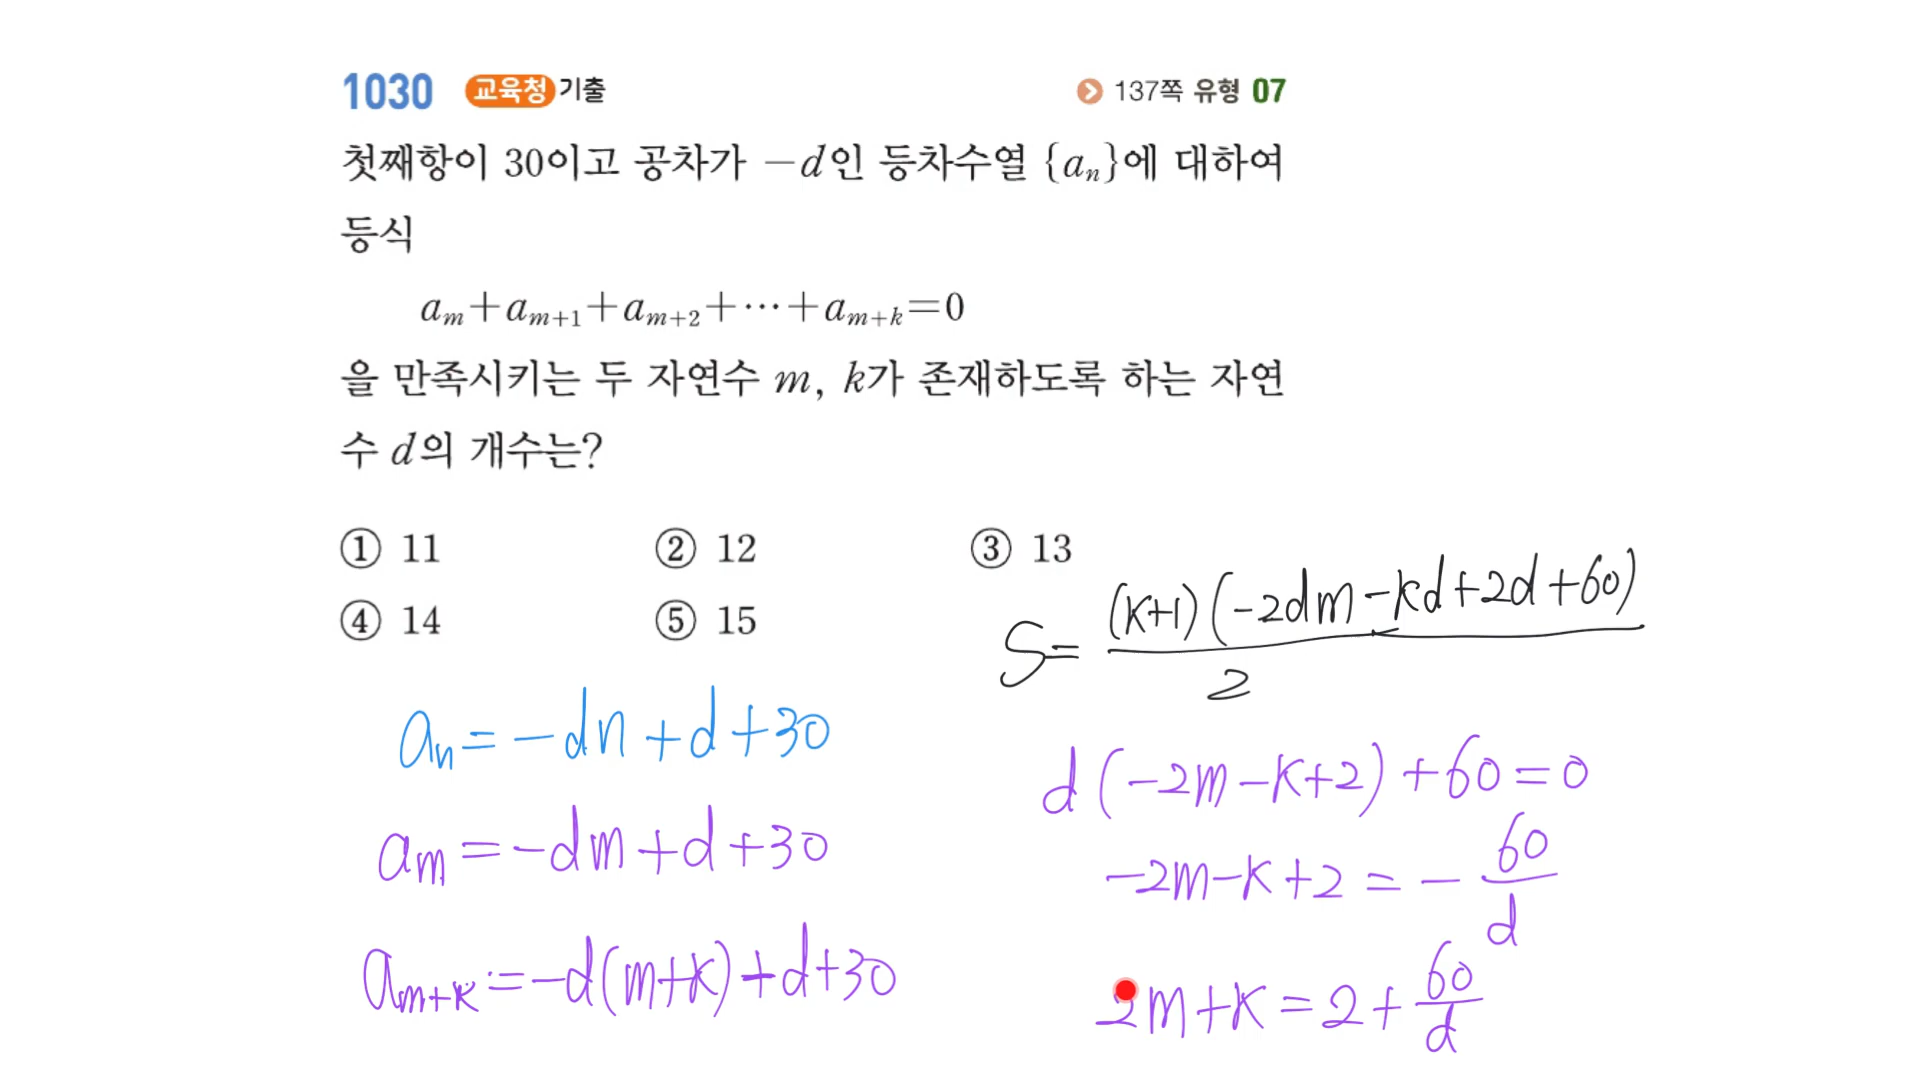 1030 교육청 기출 137쪽 유형 07
첫째항이 30이고 공차가 −d인 등차수열 {aₙ}에 대하여
등식
aₘ+aₘ₊₁+aₘ₊₂+⋯+aₘ₊ₖ=0
을 만족시키는 두 자연수 m, k가 존재하도록 하는 자연
수 d의 개수는?
① 11 ② 12 ③ 13
④ 14 ⑤ 15
S= (k+1)(-2dm-kd+2d+60) / 2
aₙ = -dn+d+30
aₘ = -dm+d+30
aₘ₊ₖ = -d(m+k)+d+30
d(-2m-k+2)+60=0
-2m-k+2 = - 60/d
2m+k = 2+ 60/d